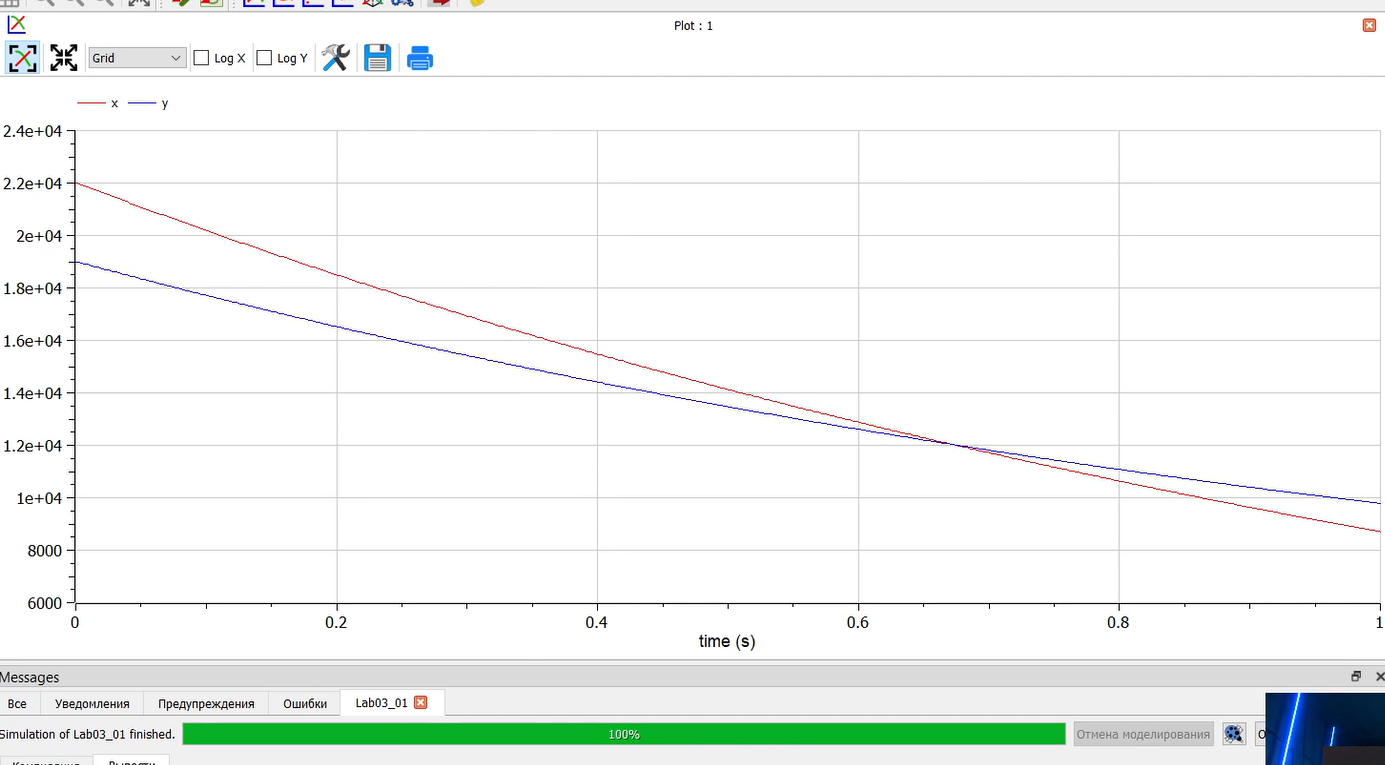 Plot : 1
Grid Log X Log Y
x y
2.4e+04
2.2e+04
2e+04
1.8e+04
1.6e+04
1.4e+04
1.2e+04
1e+04
8000
6000
0 0.2 0.4 0.6 0.8 1
time (s)
Messages
Все Уведомления Предупреждения Ошибки Lab03_01
Simulation of Lab03_01 finished. 100% Отмена моделирования